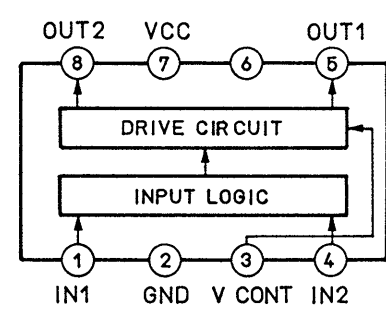 OUT2 VCC OUT1
8 7 6 5
DRIVE CIRCUIT
INPUT LOGIC
1 2 3 4
IN1 GND V CONT IN2